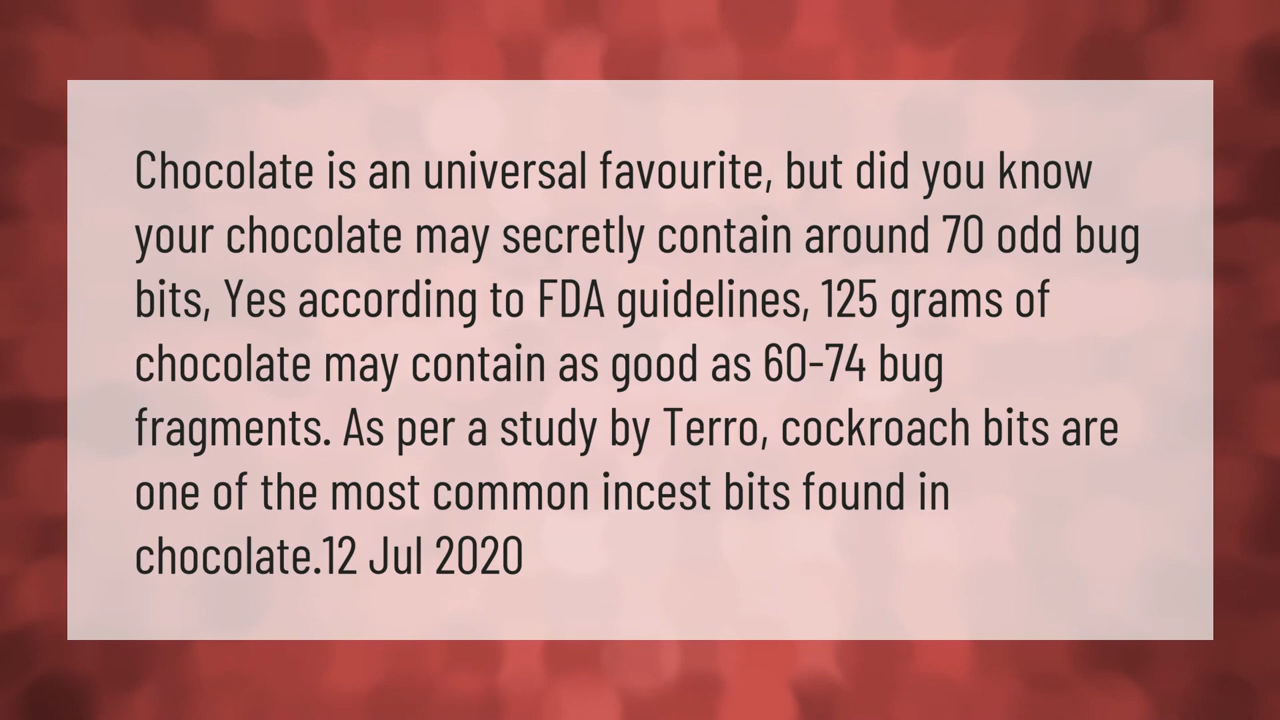 Chocolate is an universal favourite, but did you know
your chocolate may secretly contain around 70 odd bug
bits, Yes according to FDA guidelines, 125 grams of
chocolate may contain as good as 60-74 bug
fragments. As per a study by Terro, cockroach bits are
one of the most common incest bits found in
chocolate.12 Jul 2020